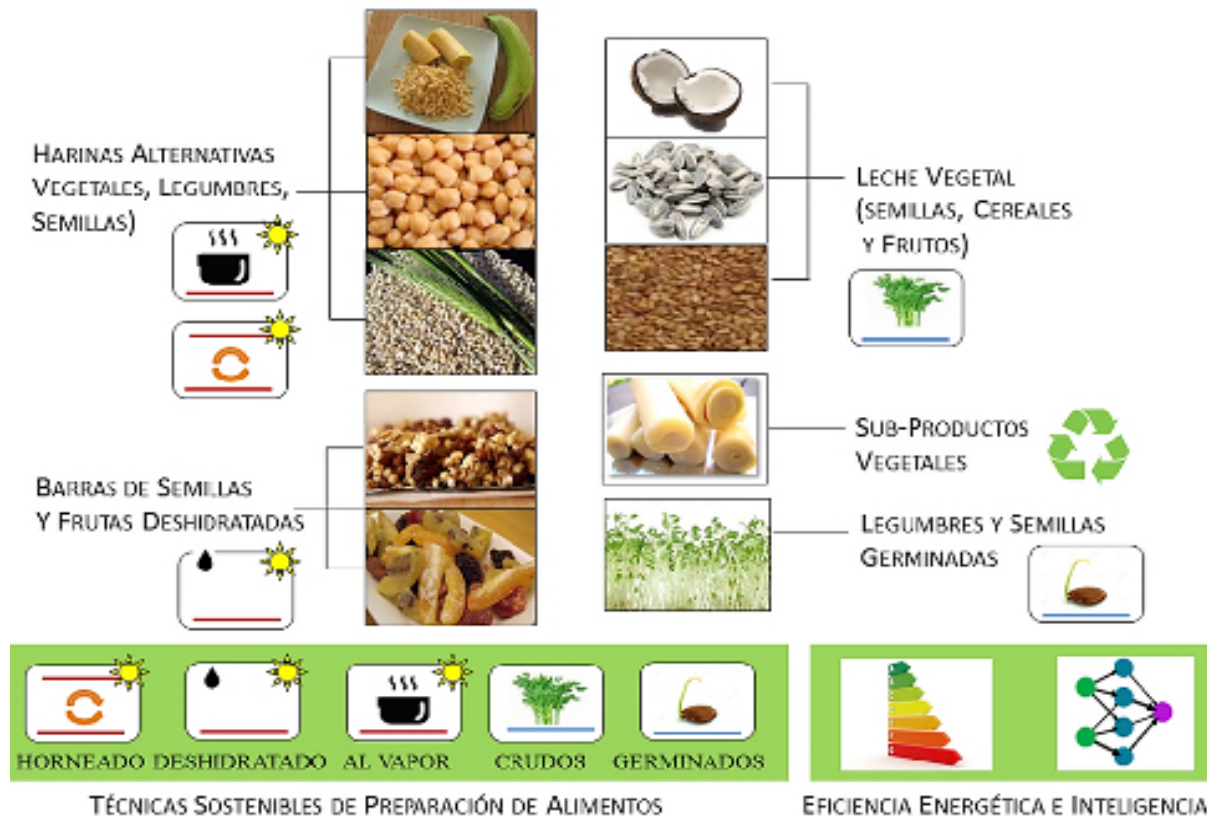 HARINAS ALTERNATIVAS
VEGETALES, LEGUMBRES,
SEMILLAS)
LECHE VEGETAL
(SEMILLAS, CEREALES
Y FRUTOS)
BARRAS DE SEMILLAS
Y FRUTAS DESHIDRATADAS
SUB-PRODUCTOS
VEGETALES
LEGUMBRES Y SEMILLAS
GERMINADAS
HORNEADO
DESHIDRATADO
AL VAPOR
CRUDOS
GERMINADOS
TÉCNICAS SOSTENIBLES DE PREPARACIÓN DE ALIMENTOS
EFICIENCIA ENERGÉTICA E INTELIGENCIA